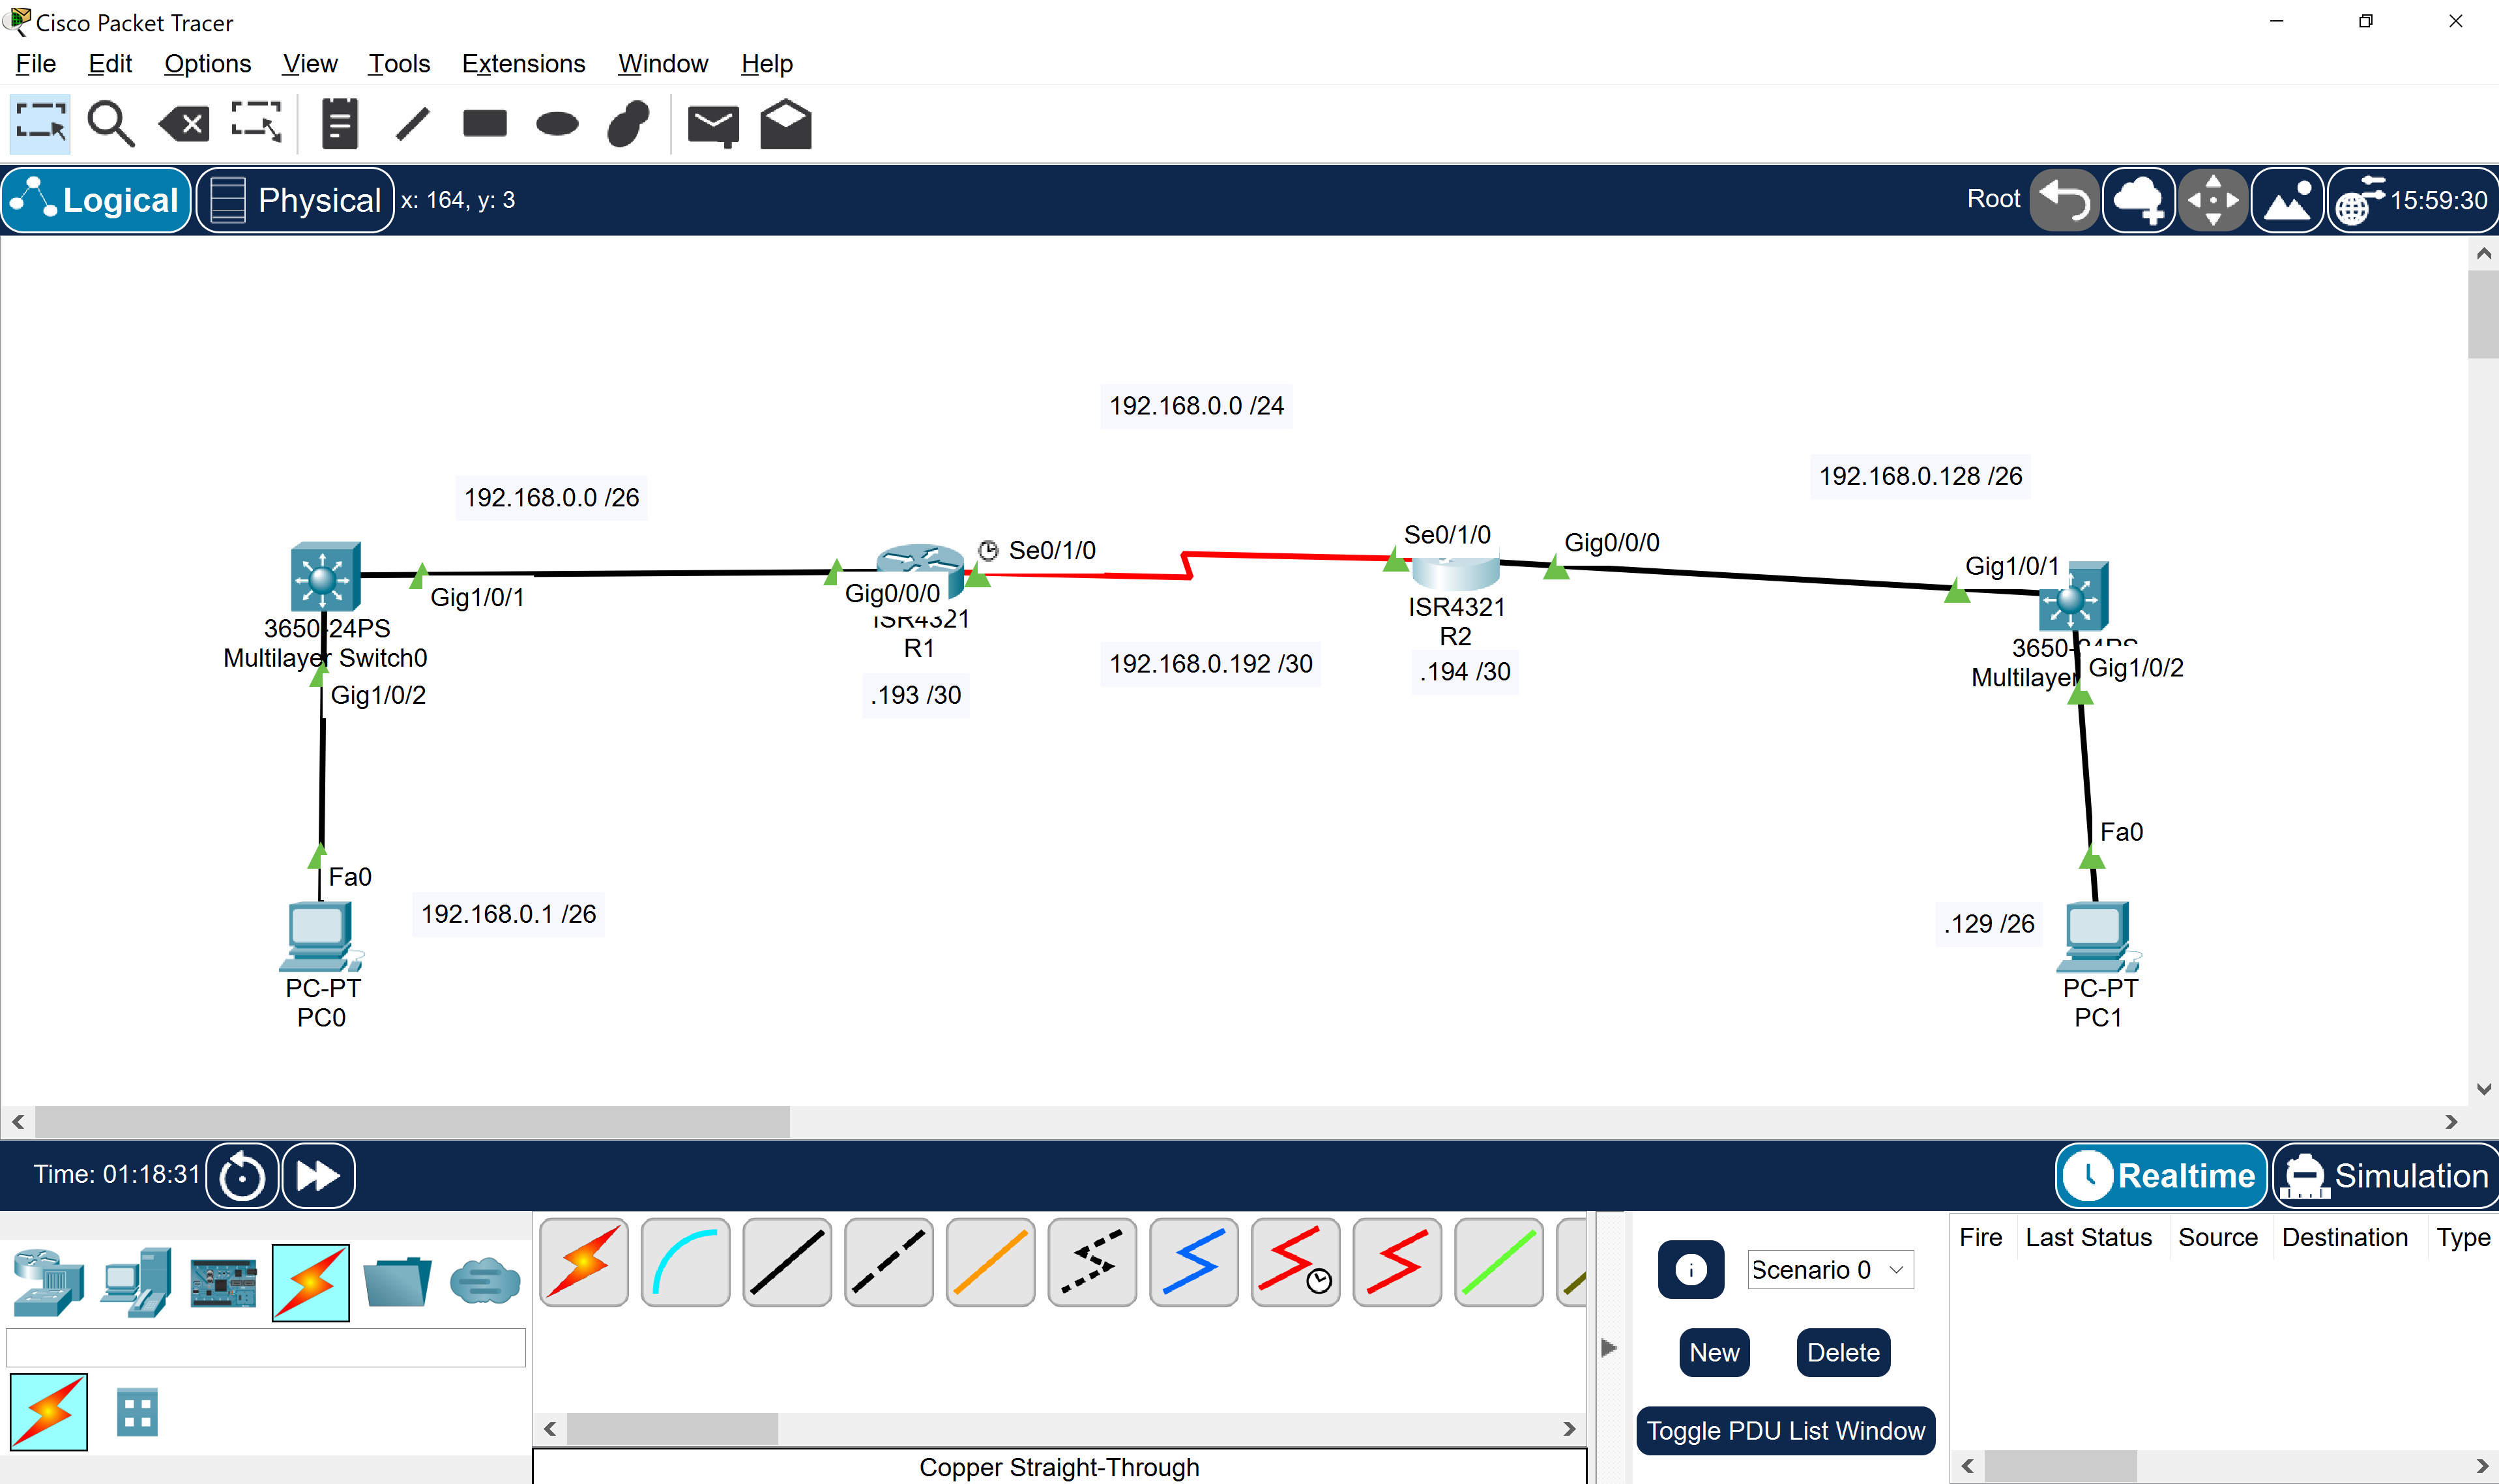 Cisco Packet Tracer
File Edit Options View Tools Extensions Window Help
Logical Physical x: 164, y: 3 Root 15:59:30
192.168.0.0 /24
192.168.0.128 /26
192.168.0.0 /26
Se0/1/0
Gig0/0/0
Se0/1/0
Gig1/0/1
Gig1/0/1
Gig0/0/0
ISR4321
R1
ISR4321
R2
3650-24PS
Multilayer Switch0
3650-24PS
Multilayer
Gig1/0/2
192.168.0.192 /30
.194 /30
.193 /30
Gig1/0/2
Fa0
Fa0
192.168.0.1 /26
.129 /26
PC-PT
PC0
PC-PT
PC1
Time: 01:18:31 Realtime Simulation
Fire Last Status Source Destination Type
Scenario 0
New Delete
Toggle PDU List Window
Copper Straight-Through